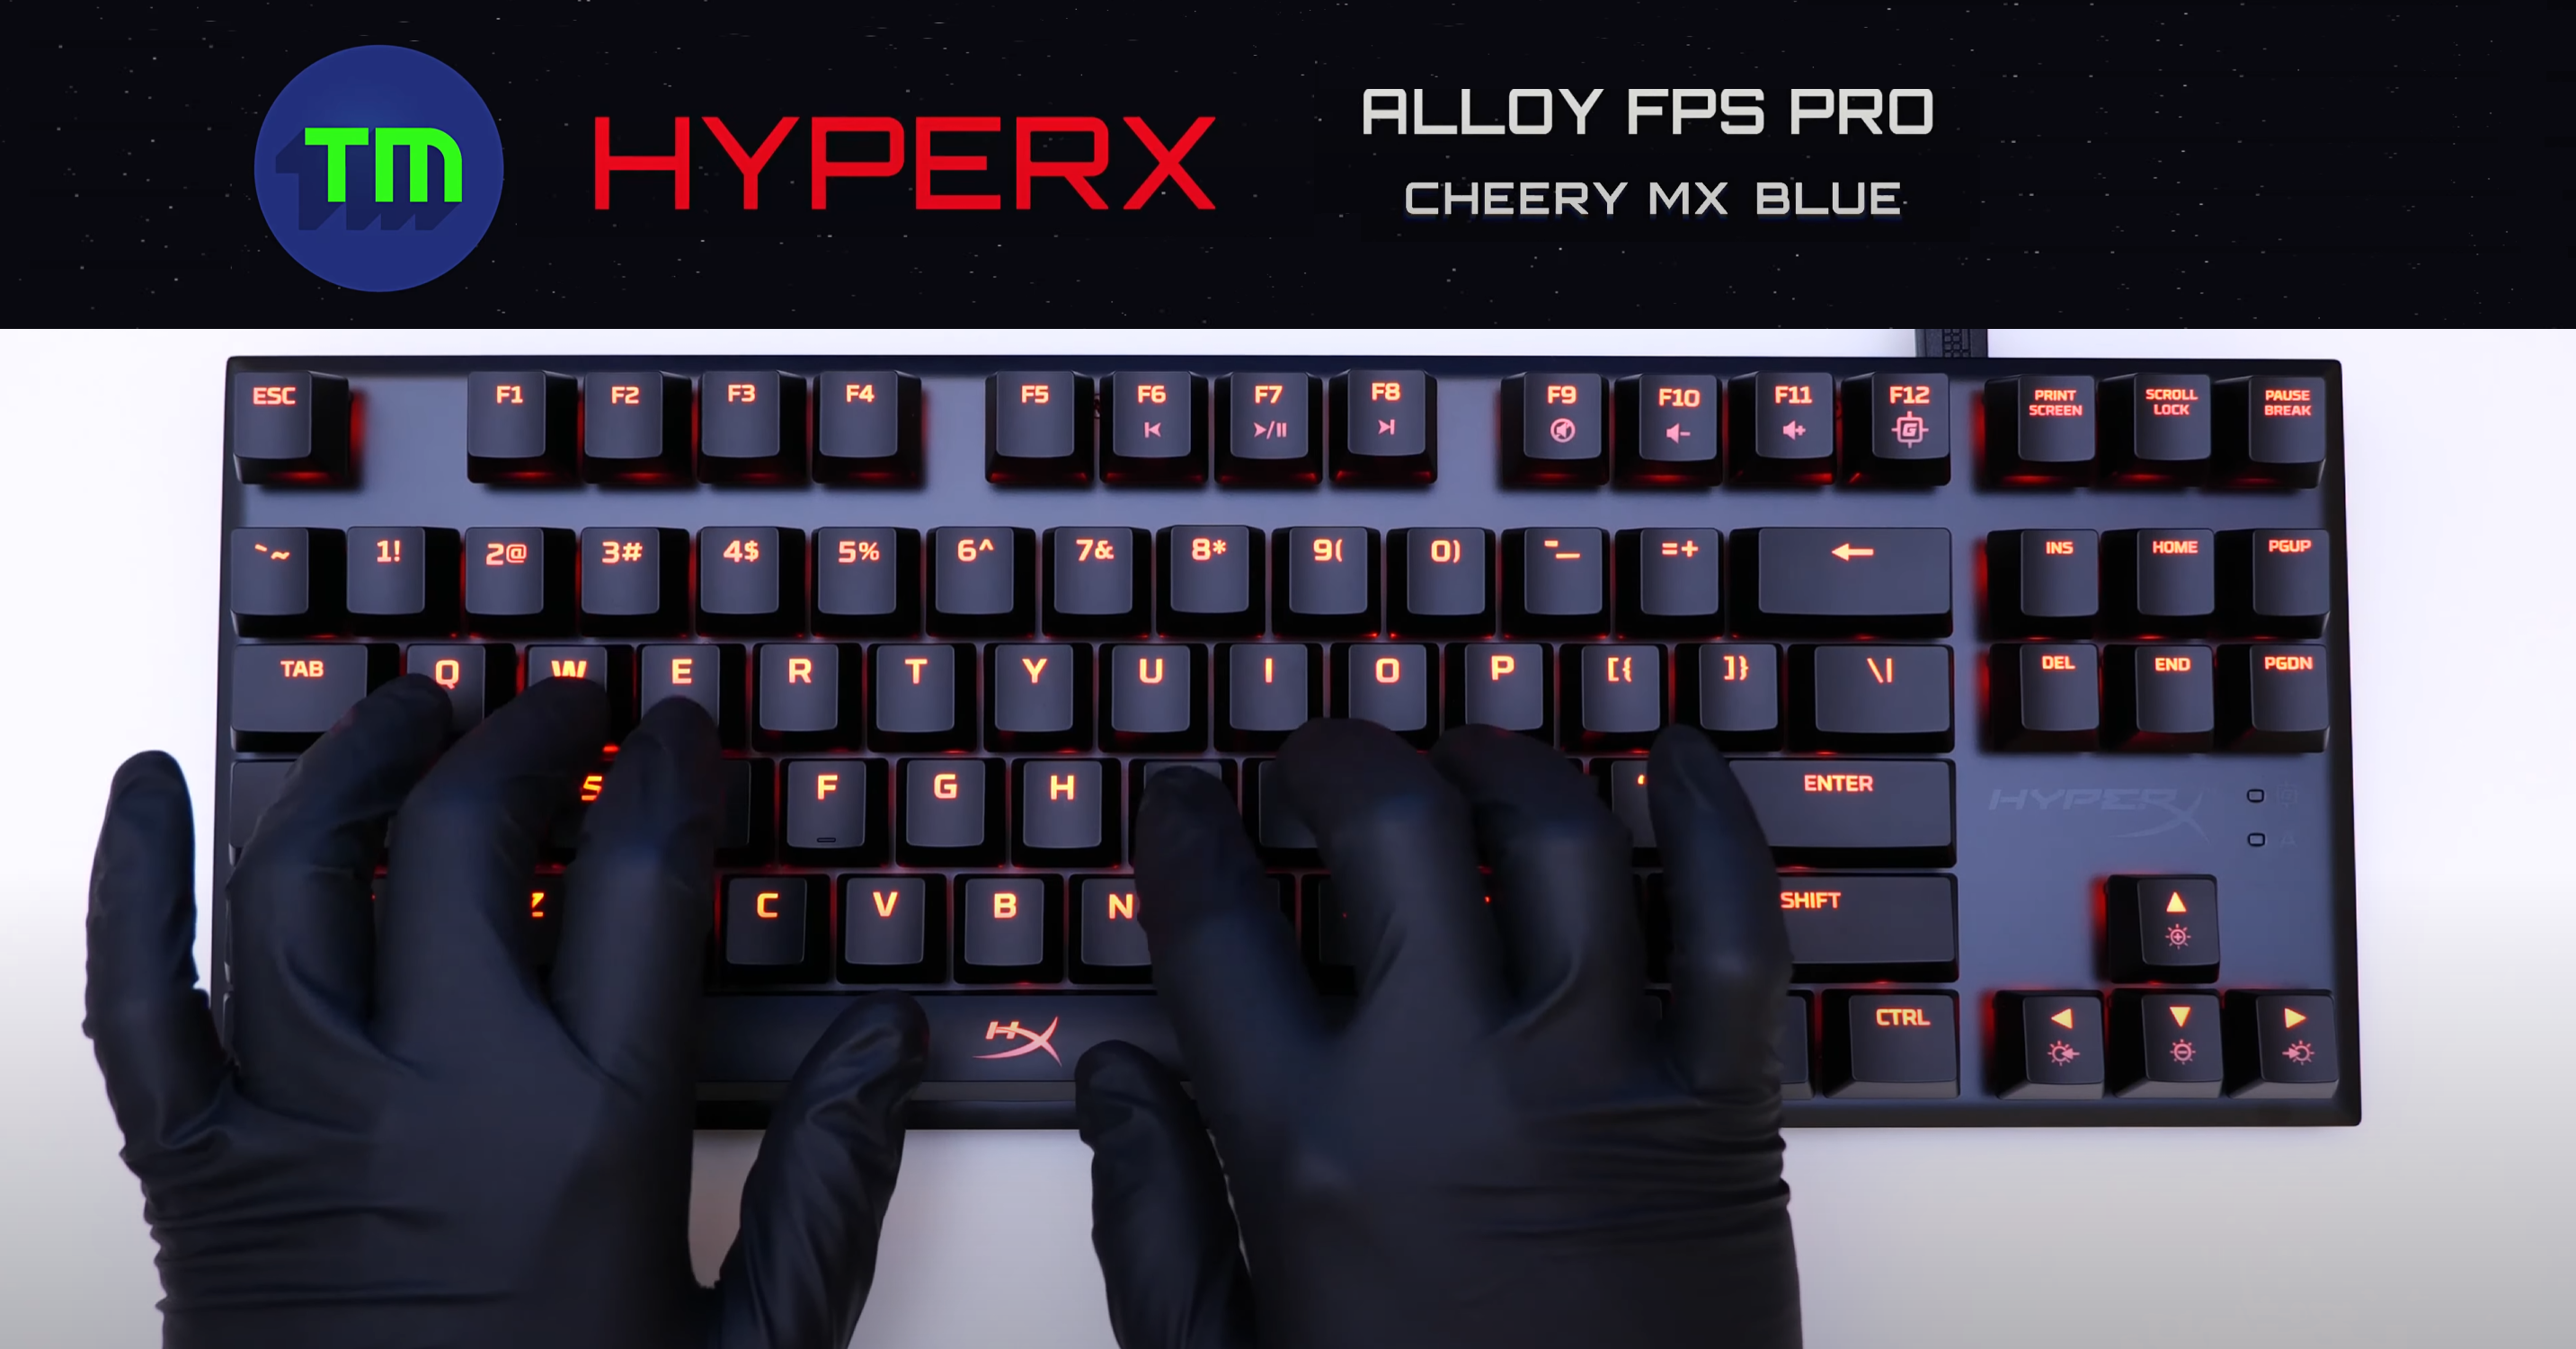 TM
HYPERX
ALLOY FPS PRO
CHEERY MX BLUE
ESC F1 F2 F3 F4 F5 F6 F7 F8 F9 F10 F11 F12 PRINT SCREEN SCROLL LOCK PAUSE BREAK
`~ 1! 2@ 3# 4$ 5% 6^ 7& 8* 9( 0) -_ =+ INS HOME PGUP
TAB Q W E R T Y U I O P [{ ]} \| DEL END PGDN
S F G H ENTER HYPERX
Z C V B N SHIFT
HX CTRL